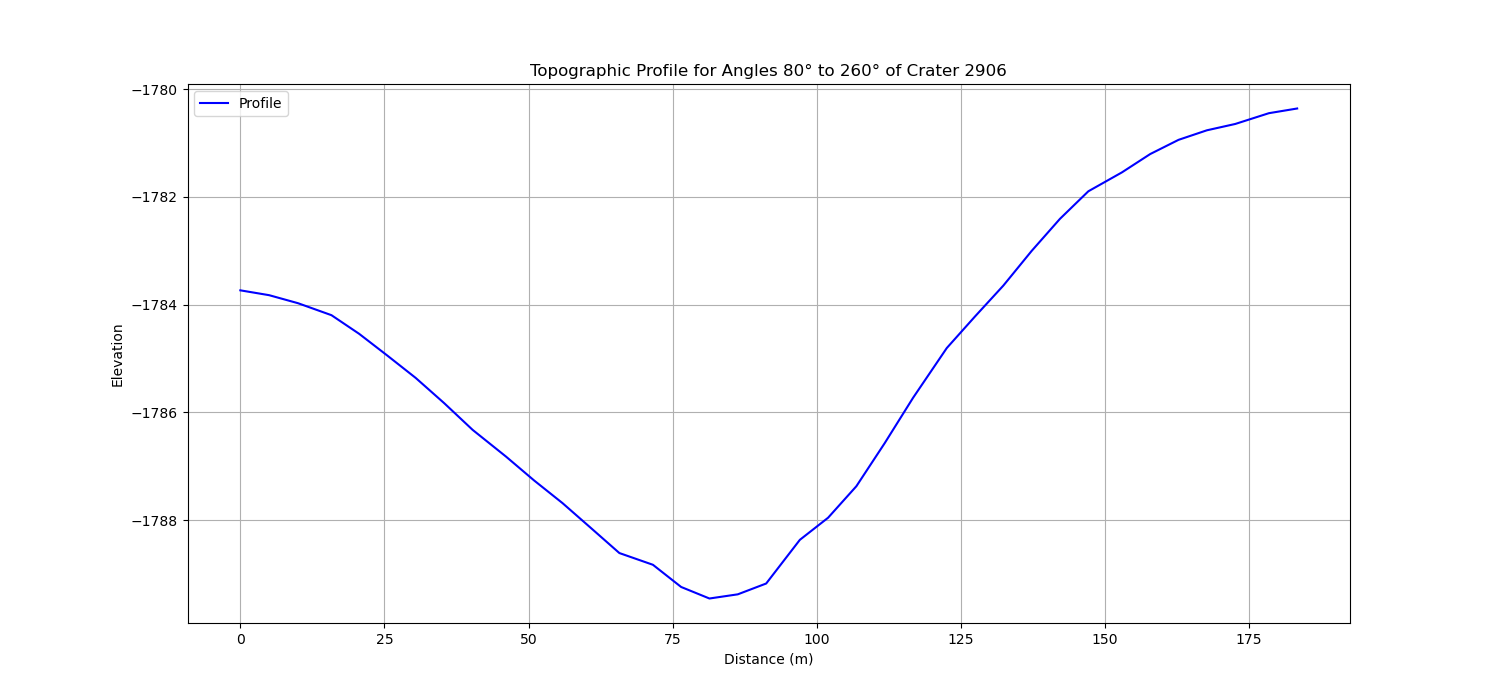 Topographic Profile for Angles 80° to 260° of Crater 2906
Profile
−1780
−1782
−1784
−1786
−1788
Elevation
0 25 50 75 100 125 150 175
Distance (m)